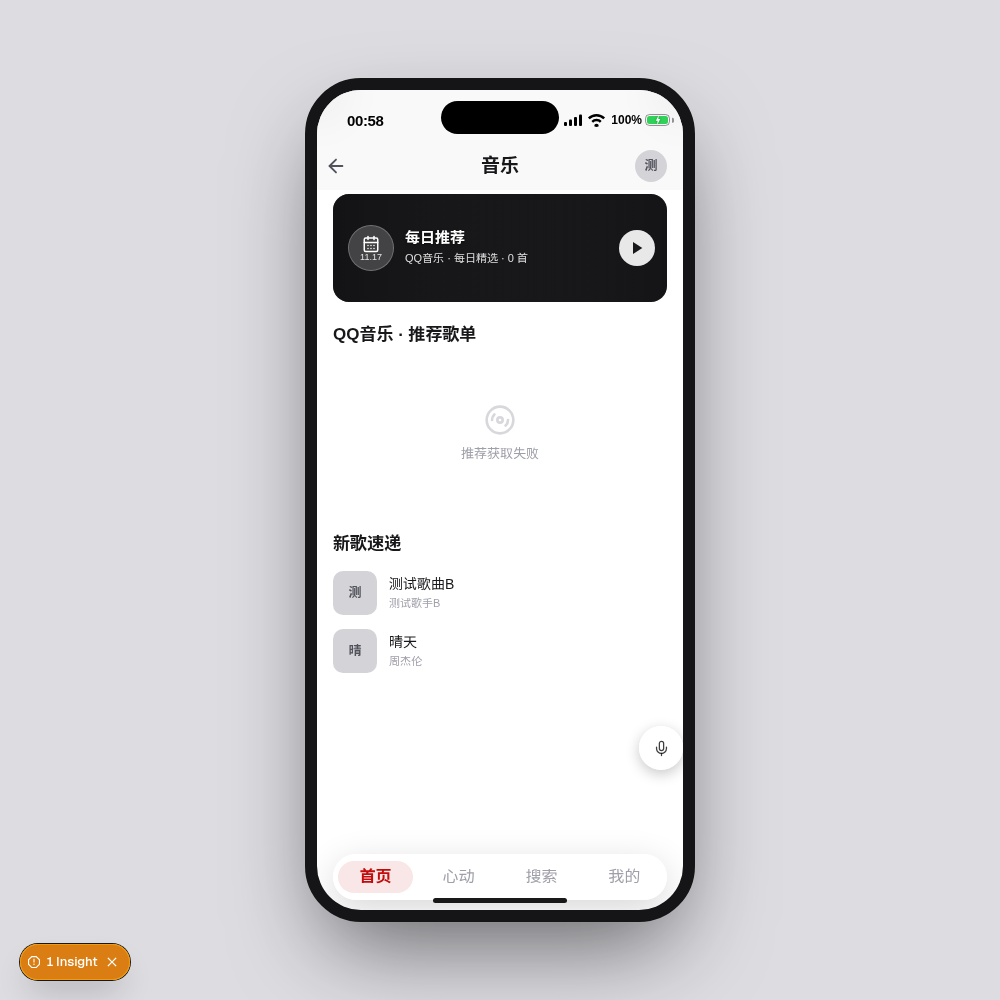 00:58
100%
音乐
测
11.17
每日推荐
QQ音乐 · 每日精选 · 0 首
QQ音乐 · 推荐歌单
推荐获取失败
新歌速递
测
测试歌曲B
测试歌手B
晴
晴天
周杰伦
首页
心动
搜索
我的
1 Insight